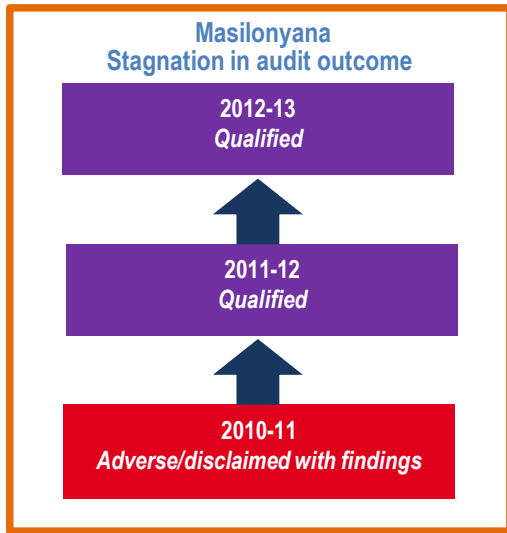 Masilonyana
Stagnation in audit outcome
2012-13
Qualified
2011-12
Qualified
2010-11
Adverse/disclaimed with findings